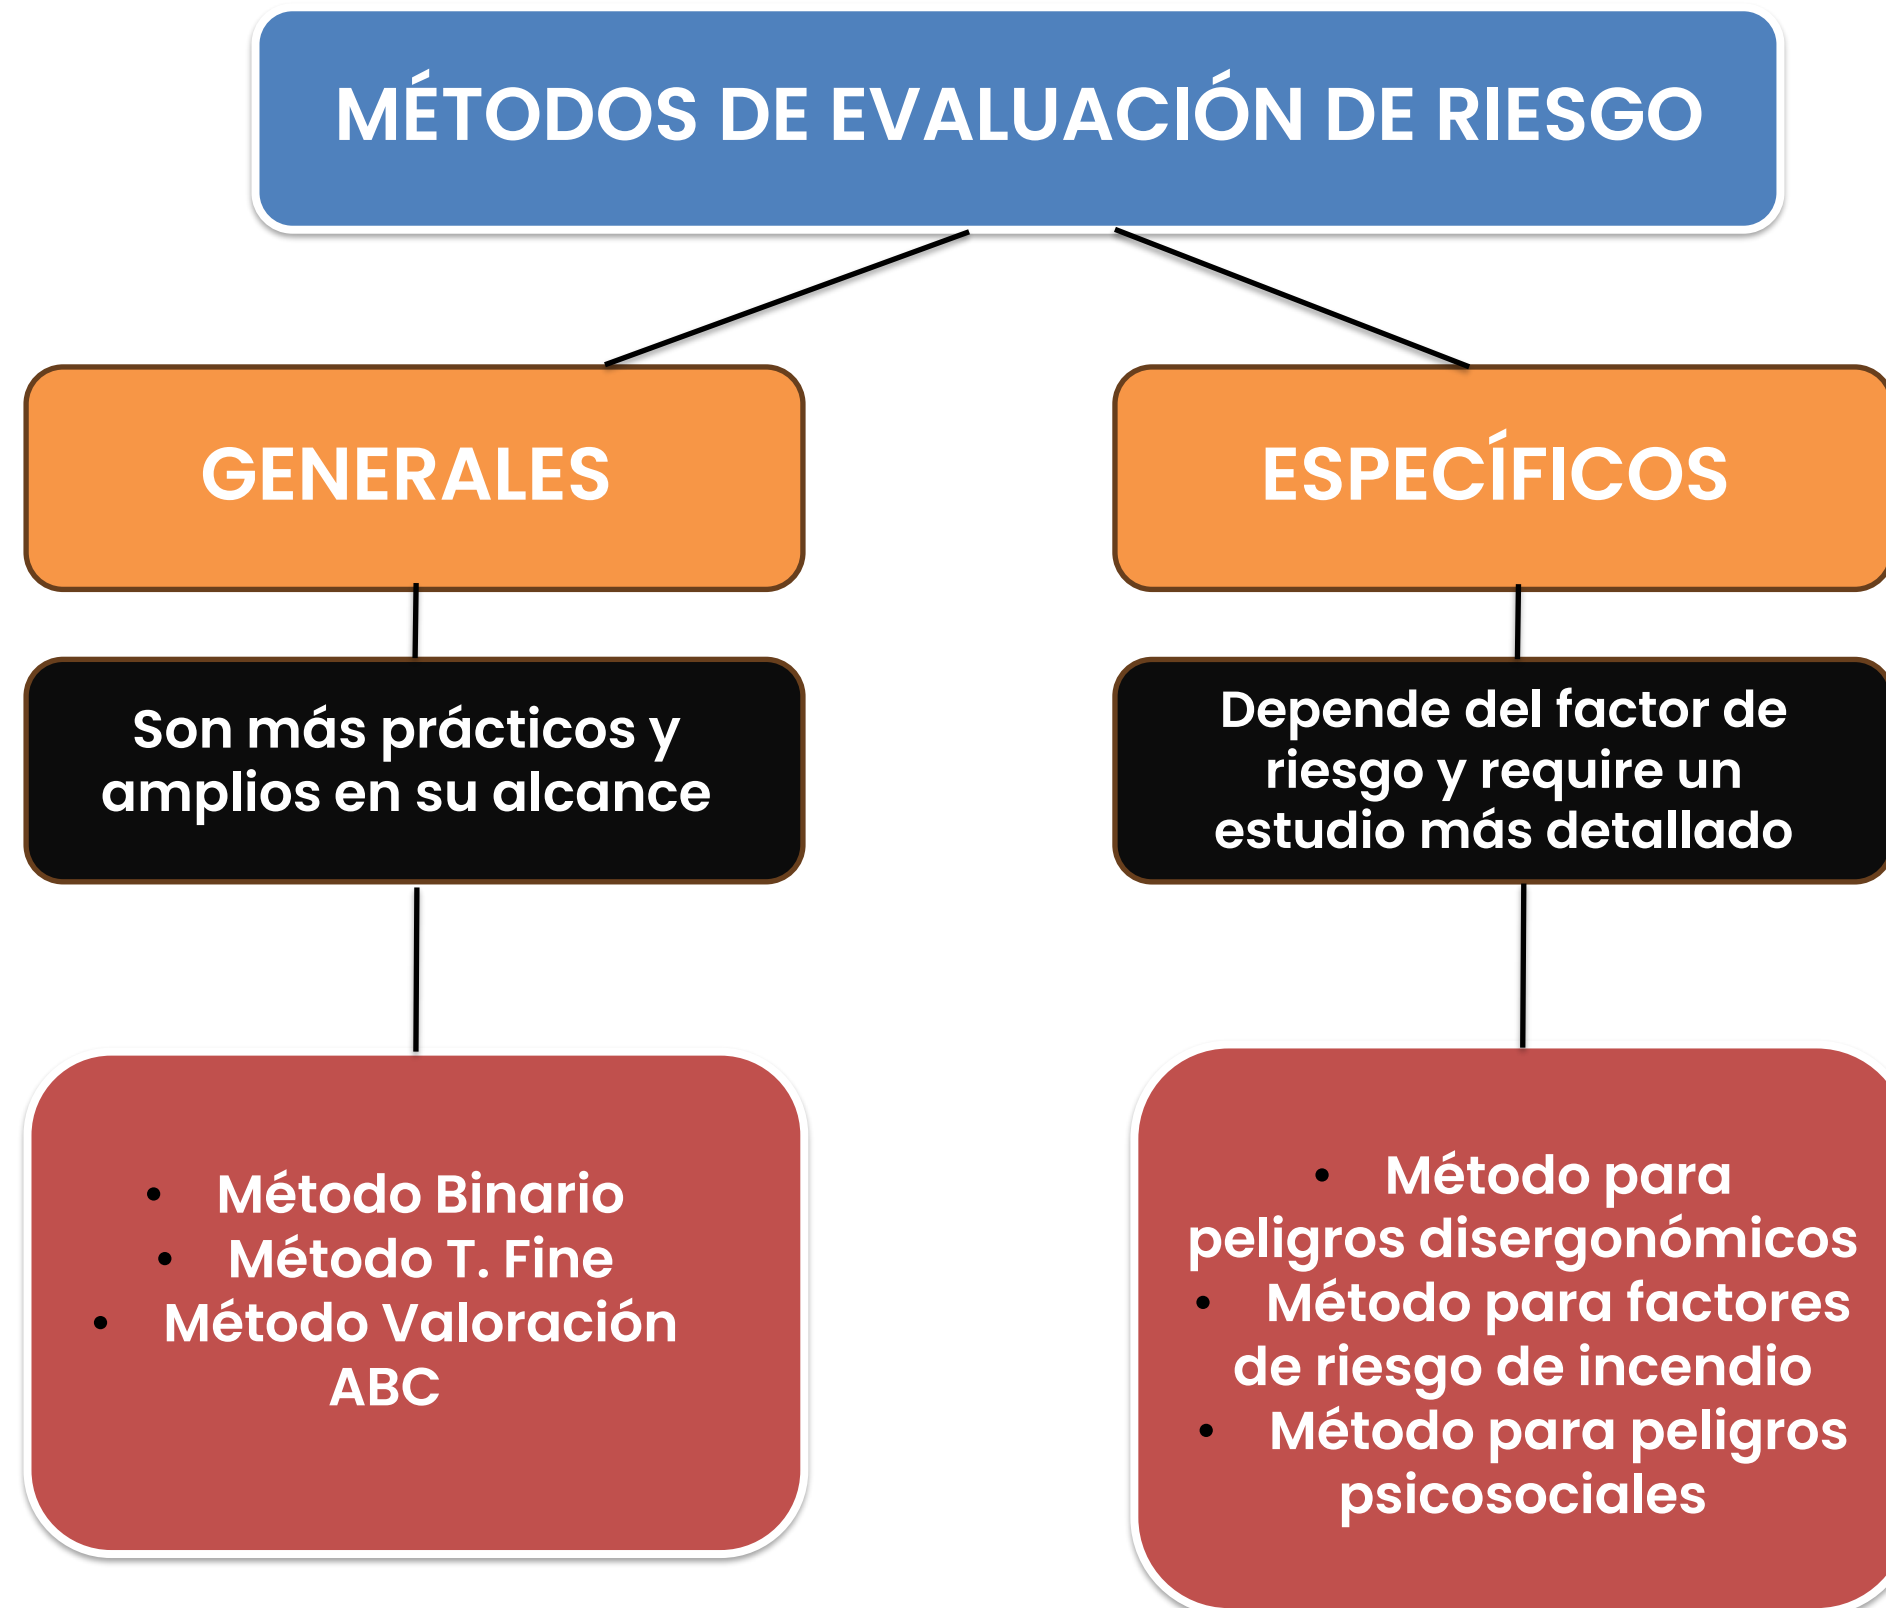 MÉTODOS DE EVALUACIÓN DE RIESGO
GENERALES
Son más prácticos y
amplios en su alcance
• Método Binario
• Método T. Fine
• Método Valoración
ABC
ESPECÍFICOS
Depende del factor de
riesgo y require un
estudio más detallado
• Método para
peligros disergonómicos
• Método para factores
de riesgo de incendio
• Método para peligros
psicosociales